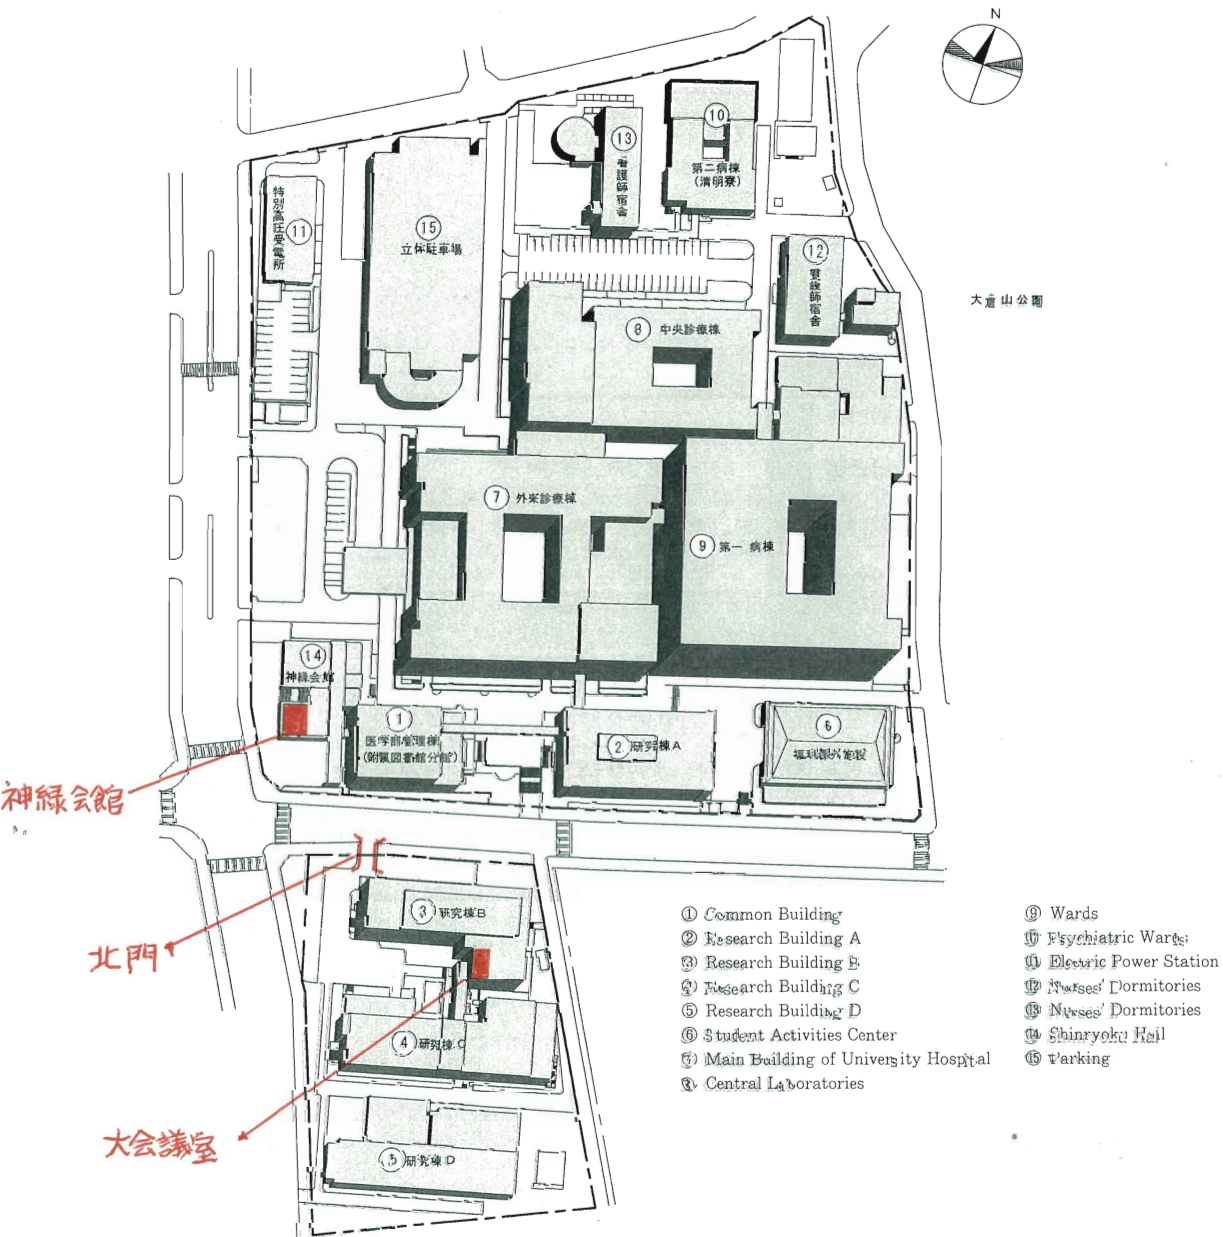 N
⑩
第二病棟
(清明寮)
⑬
看護師宿舎
⑪
特別高圧受電所
⑮
立体駐車場
⑫
看護師宿舎
大倉山公園
⑧ 中央診療棟
⑦ 外来診療棟
⑨ 第一病棟
⑭
神緑会館
①
医学部管理棟
(附属図書館分館)
② 研究棟A
⑥
神緑会館
北門
③ 研究棟B
④ 研究棟C
大会議室
⑤ 研究棟D
① Common Building
② Research Building A
③ Research Building B
④ Research Building C
⑤ Research Building D
⑥ Student Activities Center
⑦ Main Building of University Hospital
⑧ Central Laboratories
⑨ Wards
⑩ Psychiatric Wards
⑪ Electric Power Station
⑫ Nurses' Dormitories
⑬ Nurses' Dormitories
⑭ Shinryoku Hall
⑮ Parking